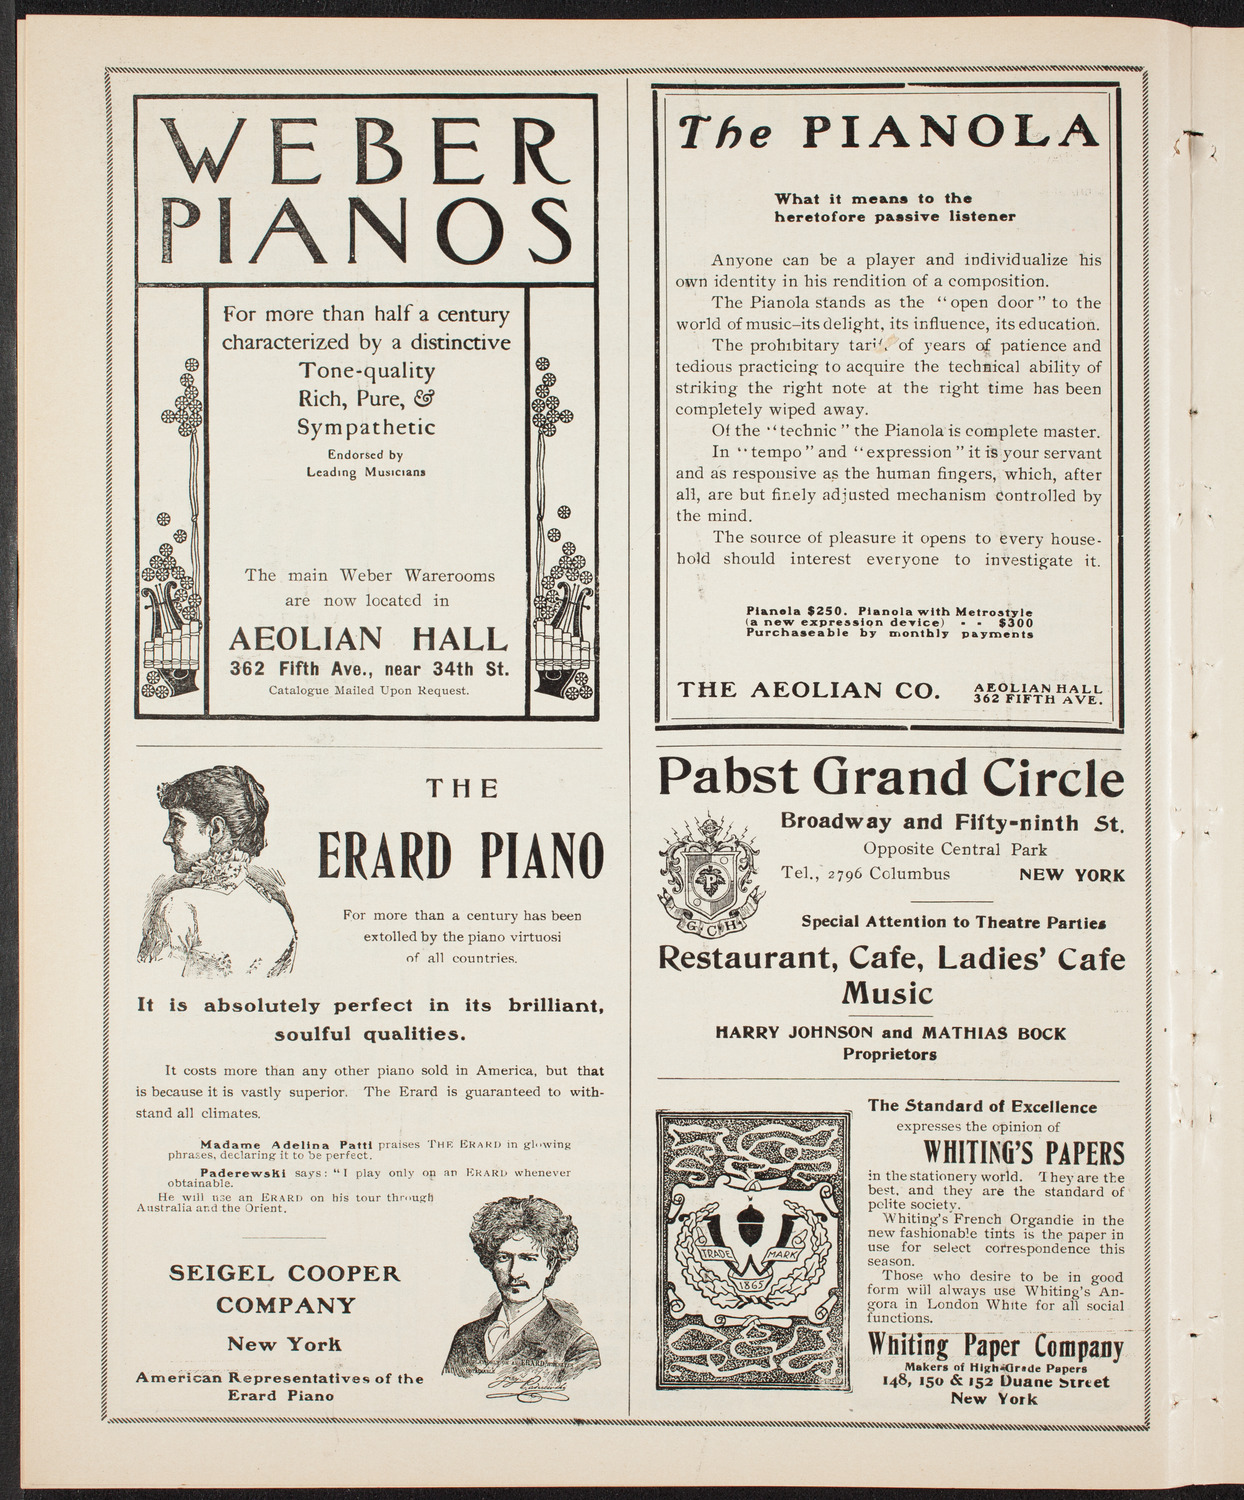 WEBER
PIANOS
For more than half a century
characterized by a distinctive
Tone-quality
Rich, Pure, &
Sympathetic
Endorsed by
Leading Musicians
The main Weber Warerooms
are now located in
AEOLIAN HALL
362 Fifth Ave., near 34th St.
Catalogue Mailed Upon Request.
THE
ERARD PIANO
For more than a century has been
extolled by the piano virtuosi
of all countries.
It is absolutely perfect in its brilliant,
soulful qualities.
It costs more than any other piano sold in America, but that
is because it is vastly superior. The Erard is guaranteed to with-
stand all climates.
Madame Adelina Patti praises THE ERARD in glowing
phrases, declaring it to be perfect.
Paderewski says: "I play only on an ERARD whenever
obtainable.
He will use an ERARD on his tour through
Australia and the Orient.
SEIGEL COOPER
COMPANY
New York
American Representatives of the
Erard Piano
The PIANOLA
What it means to the
heretofore passive listener
Anyone can be a player and individualize his
own identity in his rendition of a composition.
The Pianola stands as the "open door" to the
world of music—its delight, its influence, its education.
The prohibitary tariff of years of patience and
tedious practicing to acquire the technical ability of
striking the right note at the right time has been
completely wiped away.
Of the "technic" the Pianola is complete master.
In "tempo" and "expression" it is your servant
and as responsive as the human fingers, which, after
all, are but finely adjusted mechanism controlled by
the mind.
The source of pleasure it opens to every house-
hold should interest everyone to investigate it.
Pianola $250. Pianola with Metrostyle
(a new expression device) - - $300
Purchaseable by monthly payments
THE AEOLIAN CO. AEOLIAN HALL
362 FIFTH AVE.
Pabst Grand Circle
Broadway and Fifty-ninth St.
Opposite Central Park
Tel., 2796 Columbus NEW YORK
P
G C H
Special Attention to Theatre Parties
Restaurant, Cafe, Ladies' Cafe
Music
HARRY JOHNSON and MATHIAS BOCK
Proprietors
TRADE MARK
1865
The Standard of Excellence
expresses the opinion of
WHITING'S PAPERS
in the stationery world. They are the
best, and they are the standard of
polite society.
Whiting's French Organdie in the
new fashionable tints is the paper in
use for select correspondence this
season.
Those who desire to be in good
form will always use Whiting's An-
gora in London White for all social
functions.
Whiting Paper Company
Makers of High-Grade Papers
148, 150 & 152 Duane Street
New York